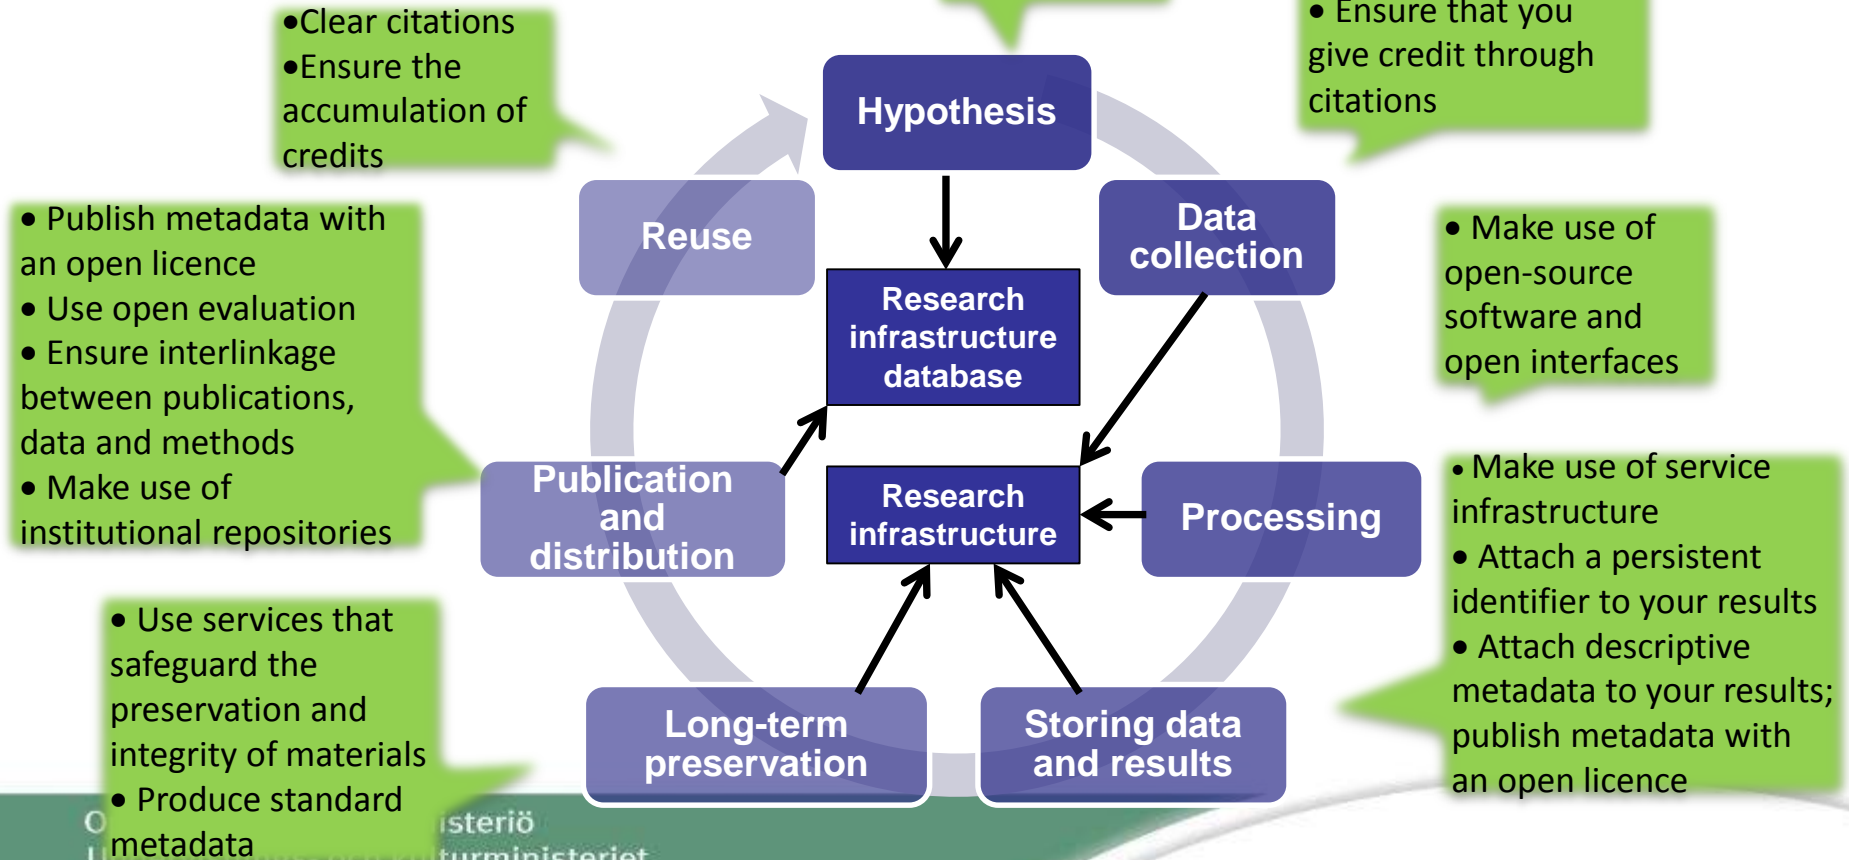 •Clear citations
•Ensure the
accumulation of
credits
• Ensure that you
give credit through
citations
Hypothesis
Reuse
Data
collection
• Publish metadata with
an open licence
• Use open evaluation
• Ensure interlinkage
between publications,
data and methods
• Make use of
institutional repositories
• Make use of
open-source
software and
open interfaces
Research
infrastructure
database
Publication
and
distribution
Research
infrastructure
Processing
• Make use of service
infrastructure
• Attach a persistent
identifier to your results
• Attach descriptive
metadata to your results;
publish metadata with
an open licence
• Use services that
safeguard the
preservation and
integrity of materials
• Produce standard
metadata
Long-term
preservation
Storing data
and results
isteriö
turministeriet